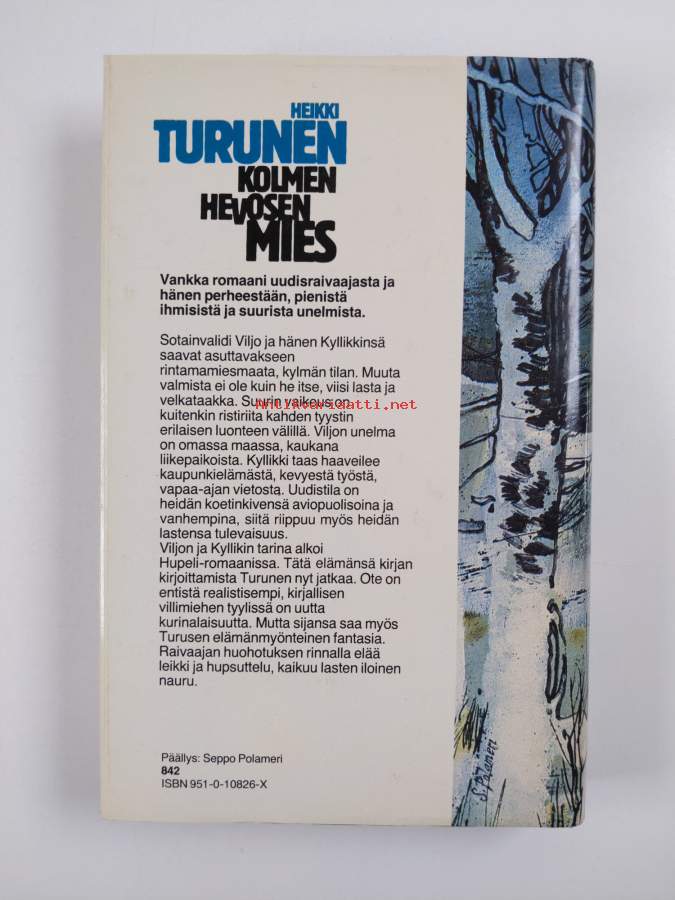 HEIKKI
TURUNEN
KOLMEN
HEVOSEN
MIES
Vankka romaani uudisraivaajasta ja
hänen perheestään, pienistä
ihmisistä ja suurista unelmista.
Sotainvalidi Viljo ja hänen Kyllikkinsä
saavat asuttavakseen
rintamamiesmaata, kylmän tilan. Muuta
valmista ei ole kuin he itse, viisi lasta ja
velkataakka. Suurin vaikeus on
Antikvariaatti.net
kuitenkin ristiriita kahden tyystin
erilaisen luonteen välillä. Viljon unelma
on omassa maassa, kaukana
liikepaikoista. Kyllikki taas haaveilee
kaupunkielämästä, kevyestä työstä,
vapaa-ajan vietosta. Uudistila on
heidän koetinkivensä aviopuolisoina ja
vanhempina, siitä riippuu myös heidän
lastensa tulevaisuus.
Viljon ja Kyllikin tarina alkoi
Hupeli-romaanissa. Tätä elämänsä kirjan
kirjoittamista Turunen nyt jatkaa. Ote on
entistä realistisempi, kirjallisen
villimiehen tyylissä on uutta
kurinalaisuutta. Mutta sijansa saa myös
Turusen elämänmyönteinen fantasia.
Raivaajan huohotuksen rinnalla elää
leikki ja hupsuttelu, kaikuu lasten iloinen
nauru.
Päällys: Seppo Polameri
842
ISBN 951-0-10826-X